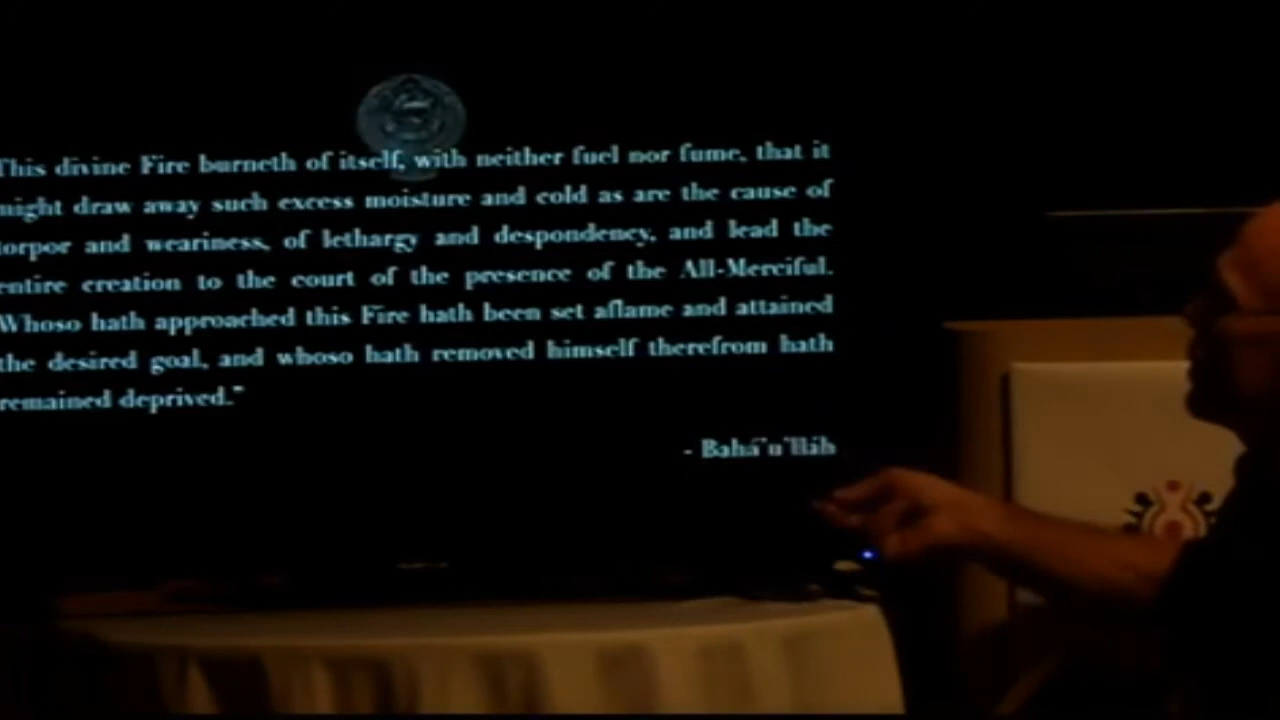 This divine Fire burneth of itself, with neither fuel nor fume, that it
might draw away such excess moisture and cold as are the cause of
torpor and weariness, of lethargy and despondency, and lead the
entire creation to the court of the presence of the All-Merciful.
Whoso hath approached this Fire hath been set aflame and attained
the desired goal, and whoso hath removed himself therefrom hath
remained deprived."
- Bahá'u'lláh